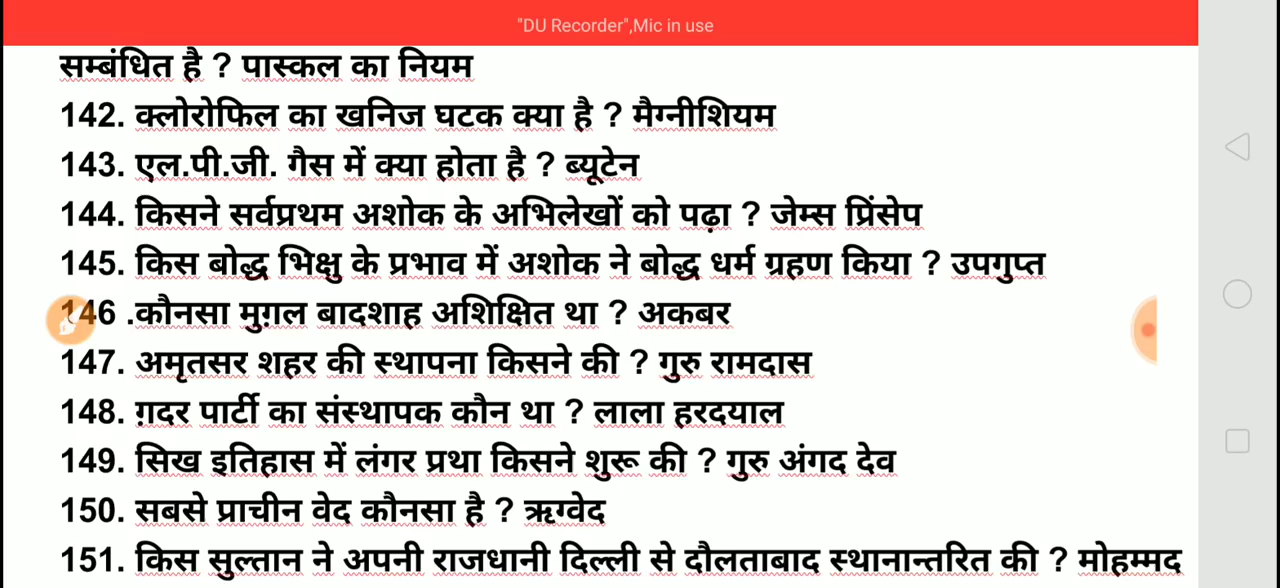 "DU Recorder",Mic in use
सम्बंधित है ? पास्कल का नियम
142. क्लोरोफिल का खनिज घटक क्या है ? मैग्नीशियम
143. एल.पी.जी. गैस में क्या होता है ? ब्यूटेन
144. किसने सर्वप्रथम अशोक के अभिलेखों को पढ़ा ? जेम्स प्रिंसेप
145. किस बोद्ध भिक्षु के प्रभाव में अशोक ने बोद्ध धर्म ग्रहण किया ? उपगुप्त
146 .कौनसा मुग़ल बादशाह अशिक्षित था ? अकबर
147. अमृतसर शहर की स्थापना किसने की ? गुरु रामदास
148. ग़दर पार्टी का संस्थापक कौन था ? लाला हरदयाल
149. सिख इतिहास में लंगर प्रथा किसने शुरू की ? गुरु अंगद देव
150. सबसे प्राचीन वेद कौनसा है ? ऋग्वेद
151. किस सुल्तान ने अपनी राजधानी दिल्ली से दौलताबाद स्थानान्तरित की ? मोहम्मद